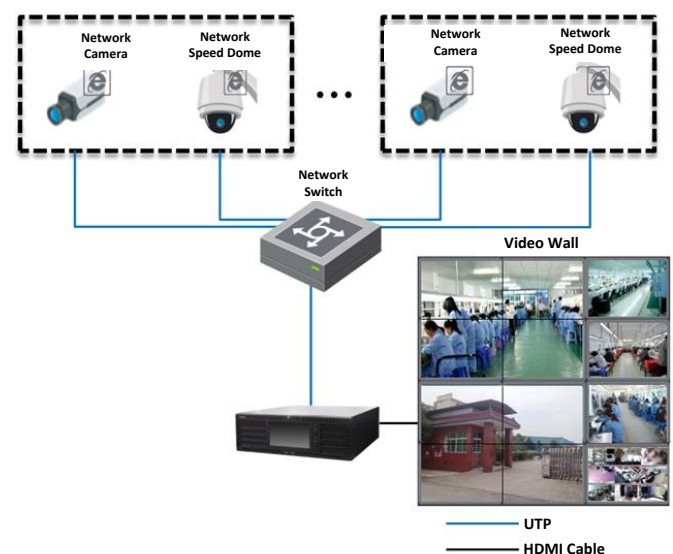 Network
Camera
Network
Speed Dome
Network
Camera
Network
Speed Dome
...
Network
Switch
Video Wall
UTP
HDMI Cable